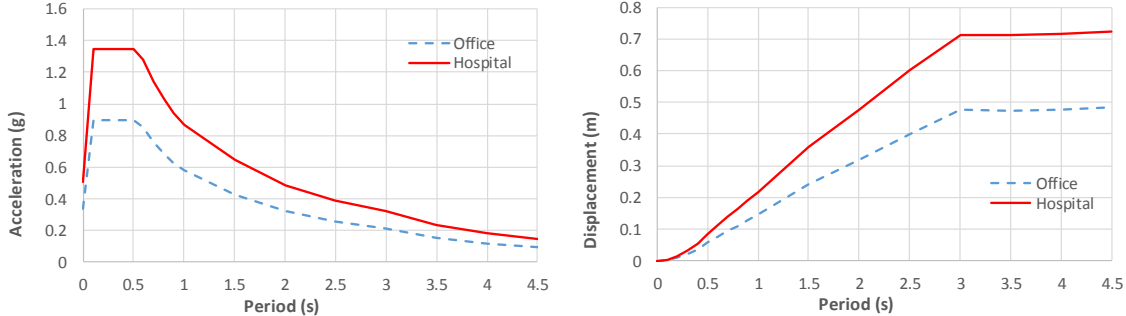 1.6
1.4
1.2
1
0.8
0.6
0.4
0.2
0
Acceleration (g)
Office
Hospital
0 0.5 1 1.5 2 2.5 3 3.5 4 4.5
Period (s)
0.8
0.7
0.6
0.5
0.4
0.3
0.2
0.1
0
Displacement (m)
Office
Hospital
0 0.5 1 1.5 2 2.5 3 3.5 4 4.5
Period (s)